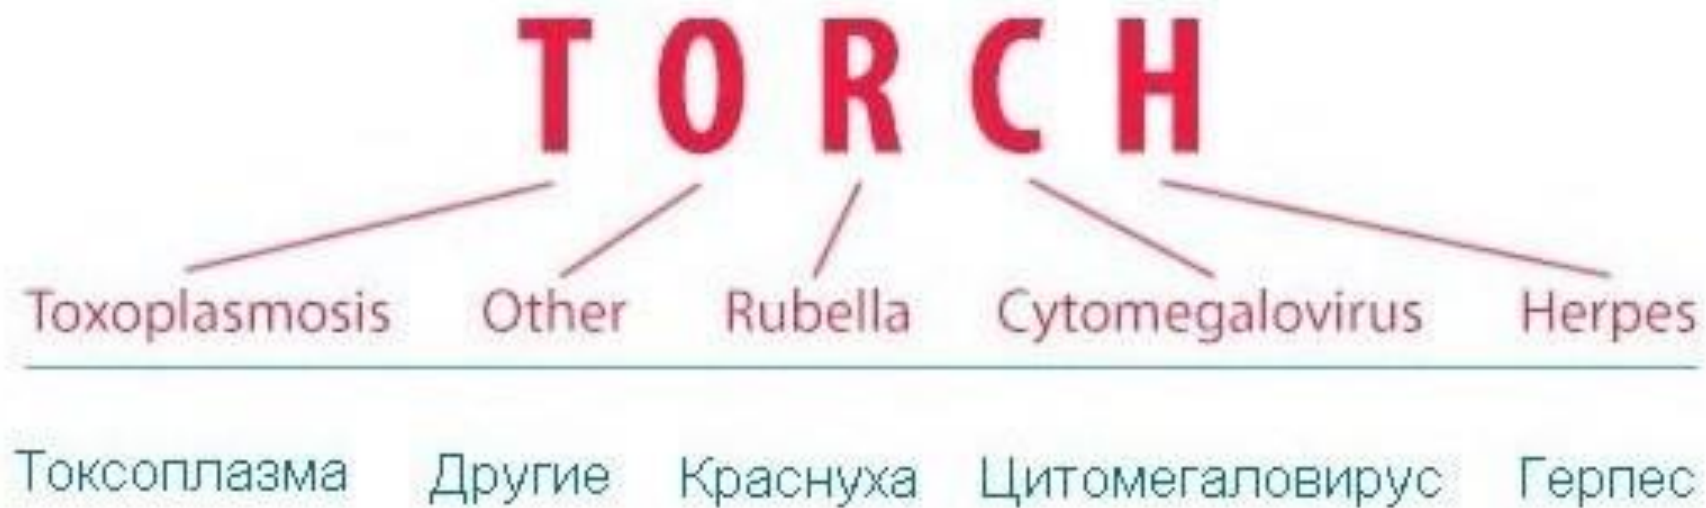 TORCH
Toxoplasmosis Other Rubella Cytomegalovirus Herpes
Токсоплазма Другие Краснуха Цитомегаловирус Герпес